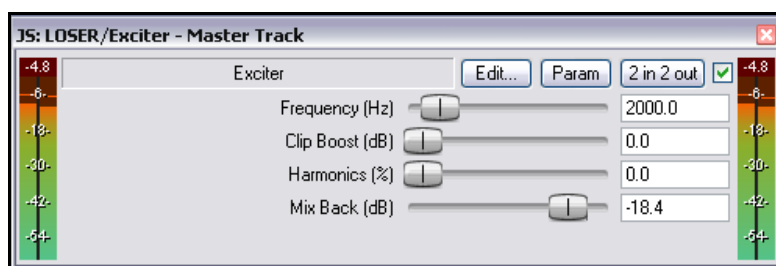 JS: LOSER/Exciter - Master Track
-4.8 Exciter Edit... Param 2 in 2 out -4.8
-6- -6-
Frequency (Hz) 2000.0
-18- Clip Boost (dB) 0.0 -18-
-30- Harmonics (%) 0.0 -30-
-42- Mix Back (dB) -18.4 -42-
-54- -54-